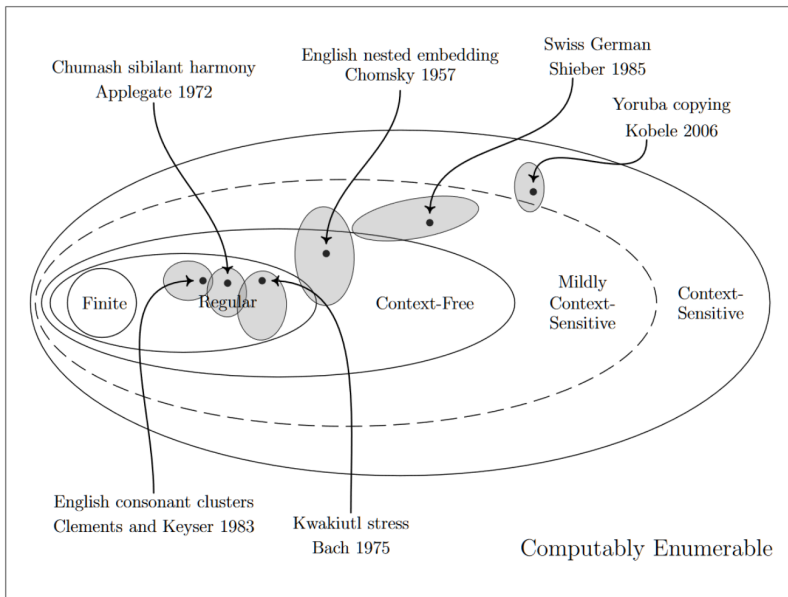 Chumash sibilant harmony
Applegate 1972
English nested embedding
Chomsky 1957
Swiss German
Shieber 1985
Yoruba copying
Kobele 2006
Finite
Regular
Context-Free
Mildly
Context-
Sensitive
Context-
Sensitive
English consonant clusters
Clements and Keyser 1983
Kwakiutl stress
Bach 1975
Computably Enumerable